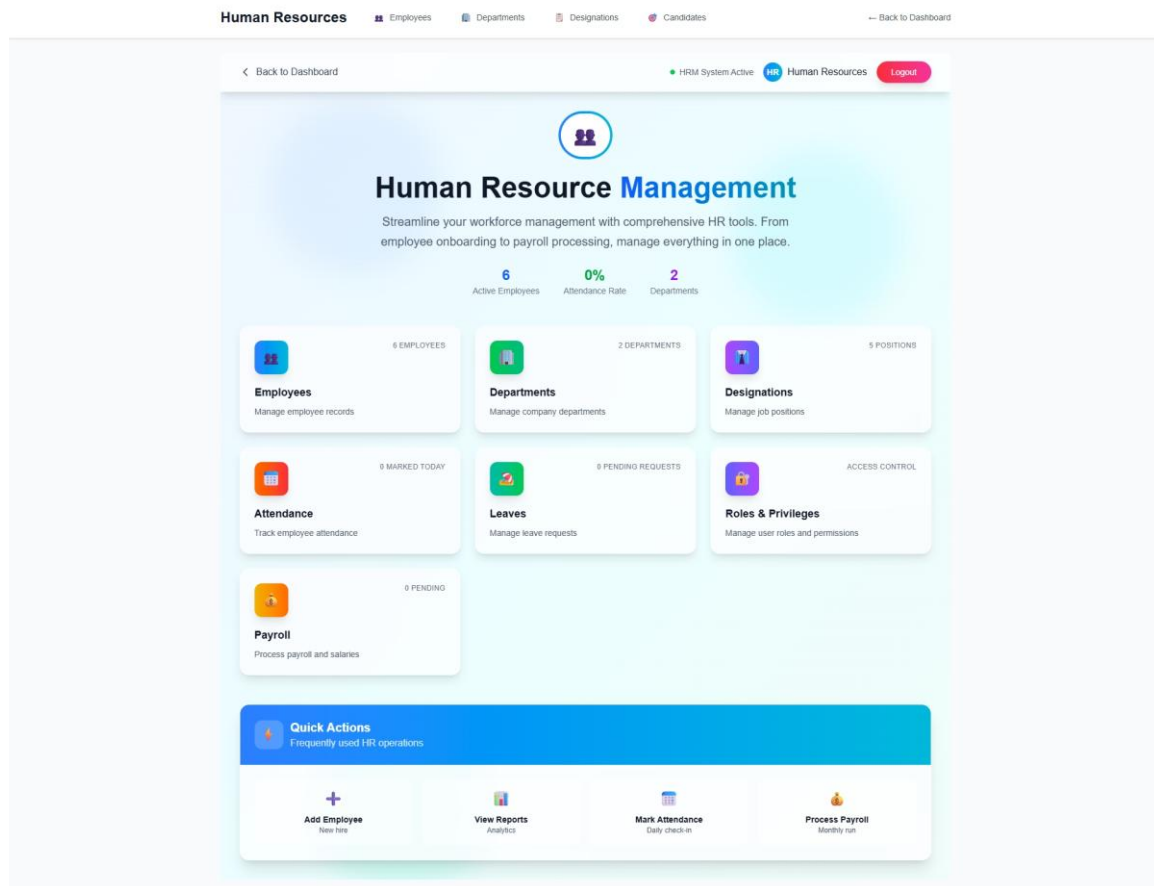 Human Resources
Employees
Departments
Designations
Candidates
← Back to Dashboard
Back to Dashboard
HRM System Active
HR
Human Resources
Logout
Human Resource Management
Streamline your workforce management with comprehensive HR tools. From
employee onboarding to payroll processing, manage everything in one place.
6
Active Employees
0%
Attendance Rate
2
Departments
6 EMPLOYEES
Employees
Manage employee records
2 DEPARTMENTS
Departments
Manage company departments
5 POSITIONS
Designations
Manage job positions
0 MARKED TODAY
Attendance
Track employee attendance
0 PENDING REQUESTS
Leaves
Manage leave requests
ACCESS CONTROL
Roles & Privileges
Manage user roles and permissions
0 PENDING
Payroll
Process payroll and salaries
Quick Actions
Frequently used HR operations
Add Employee
New hire
View Reports
Analytics
Mark Attendance
Daily check-in
Process Payroll
Monthly run